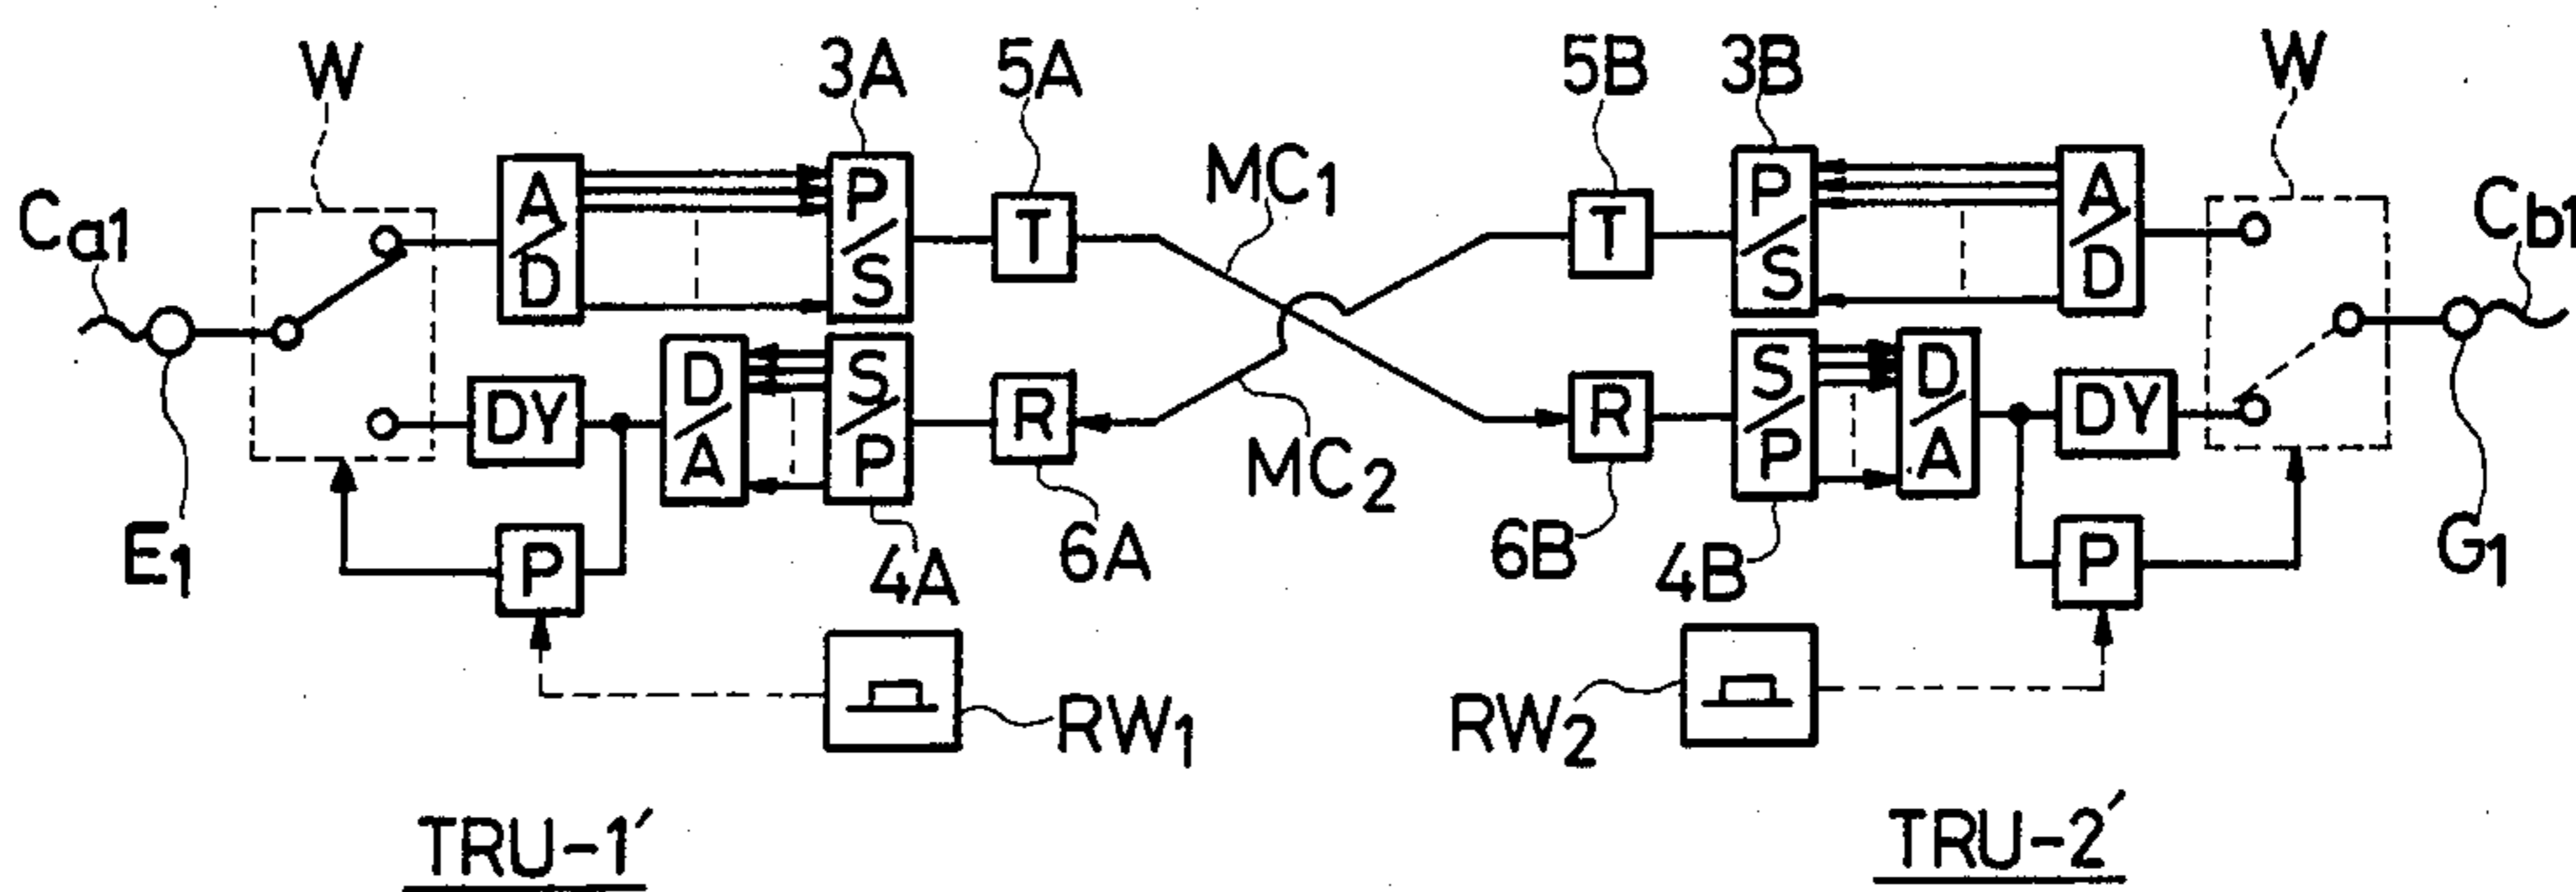 W 3A 5A 5B 3B W
Ca1 A/D P/S T MC1 T P/S A/D Cb1
E1 DY D/A S/P R MC2 R S/P D/A DY G1
P 4A 6A 6B 4B P
RW1 RW2
TRU-1′ TRU-2′